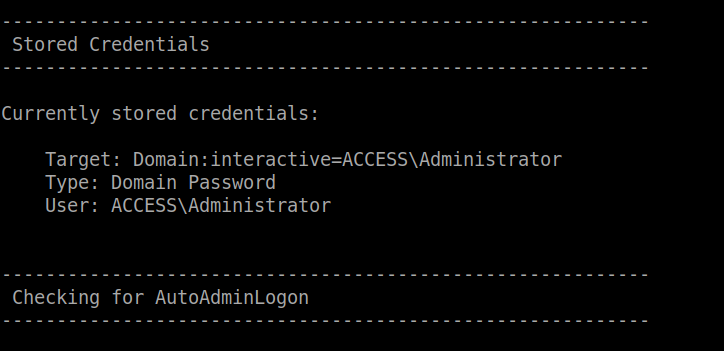 -----------------------------------------------------------
Stored Credentials
-----------------------------------------------------------
Currently stored credentials:
Target: Domain:interactive=ACCESS\Administrator
Type: Domain Password
User: ACCESS\Administrator
-----------------------------------------------------------
Checking for AutoAdminLogon
-----------------------------------------------------------